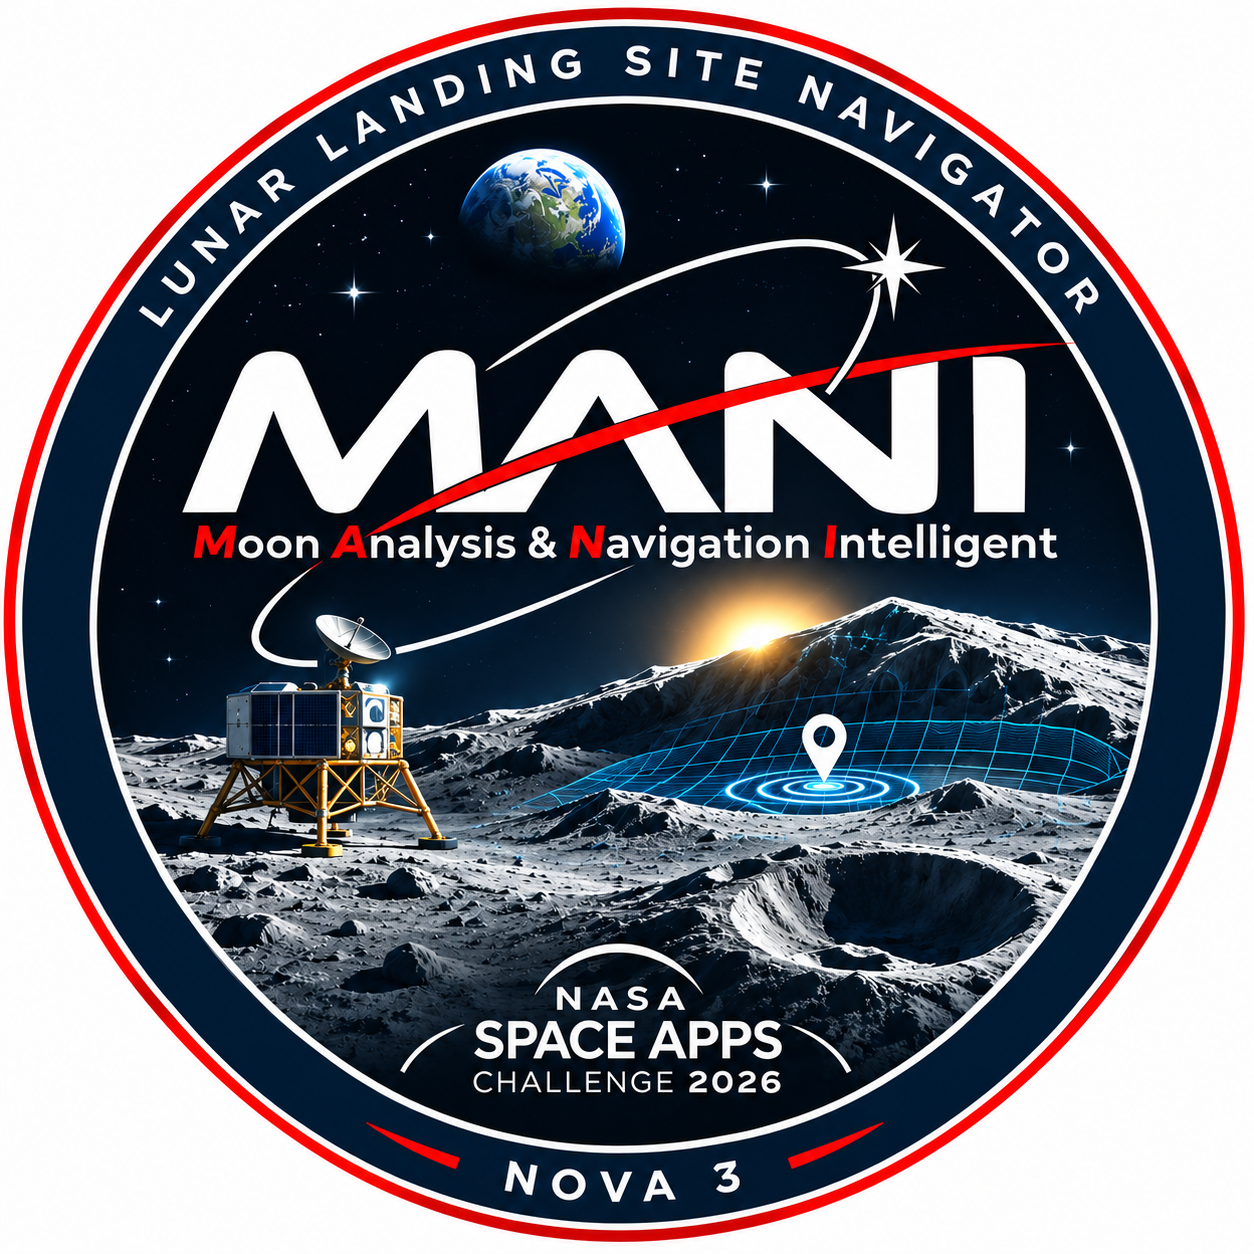 LUNAR LANDING SITE NAVIGATOR
MANI
Moon Analysis & Navigation Intelligent
NASA
SPACE APPS
CHALLENGE 2026
NOVA 3